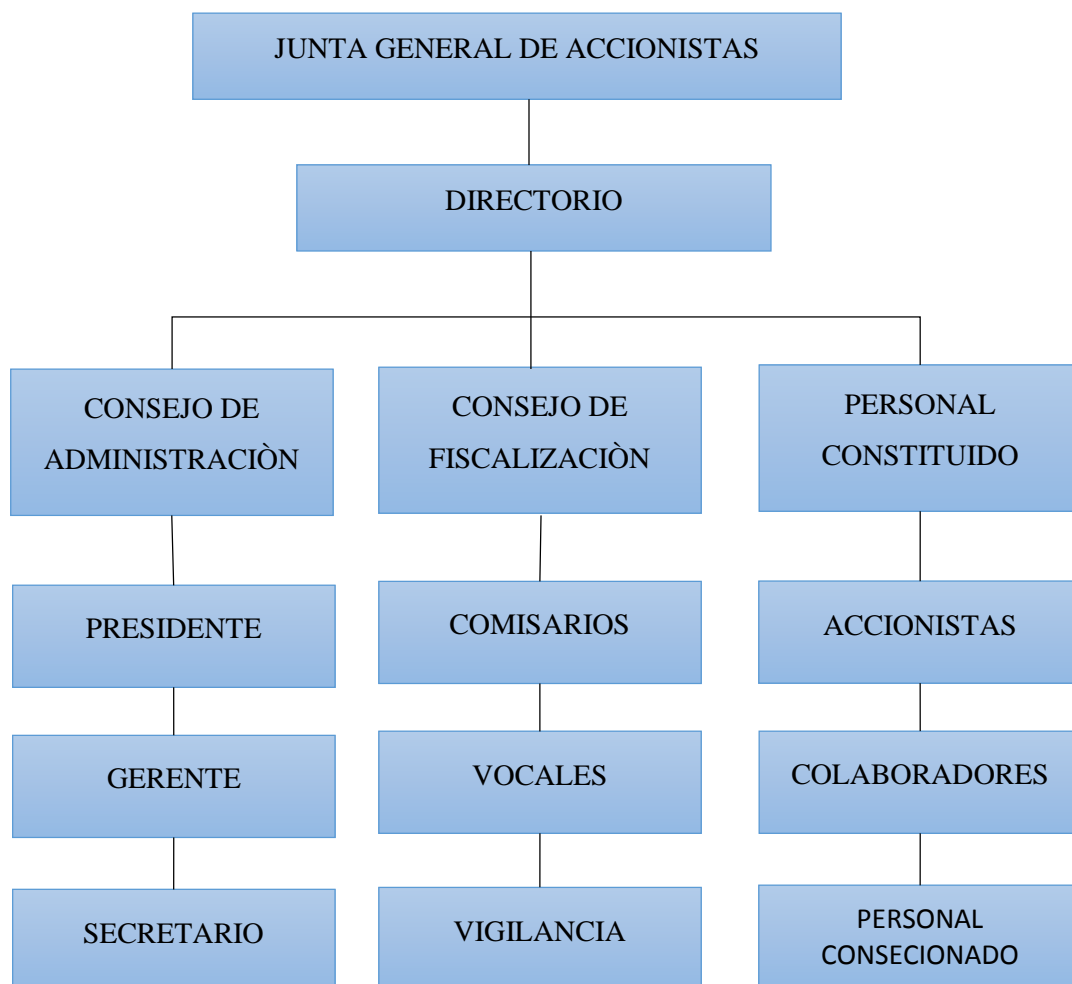 JUNTA GENERAL DE ACCIONISTAS
DIRECTORIO
CONSEJO DE
ADMINISTRACIÒN
CONSEJO DE
FISCALIZACIÒN
PERSONAL
CONSTITUIDO
PRESIDENTE
COMISARIOS
ACCIONISTAS
GERENTE
VOCALES
COLABORADORES
SECRETARIO
VIGILANCIA
PERSONAL
CONSECIONADO